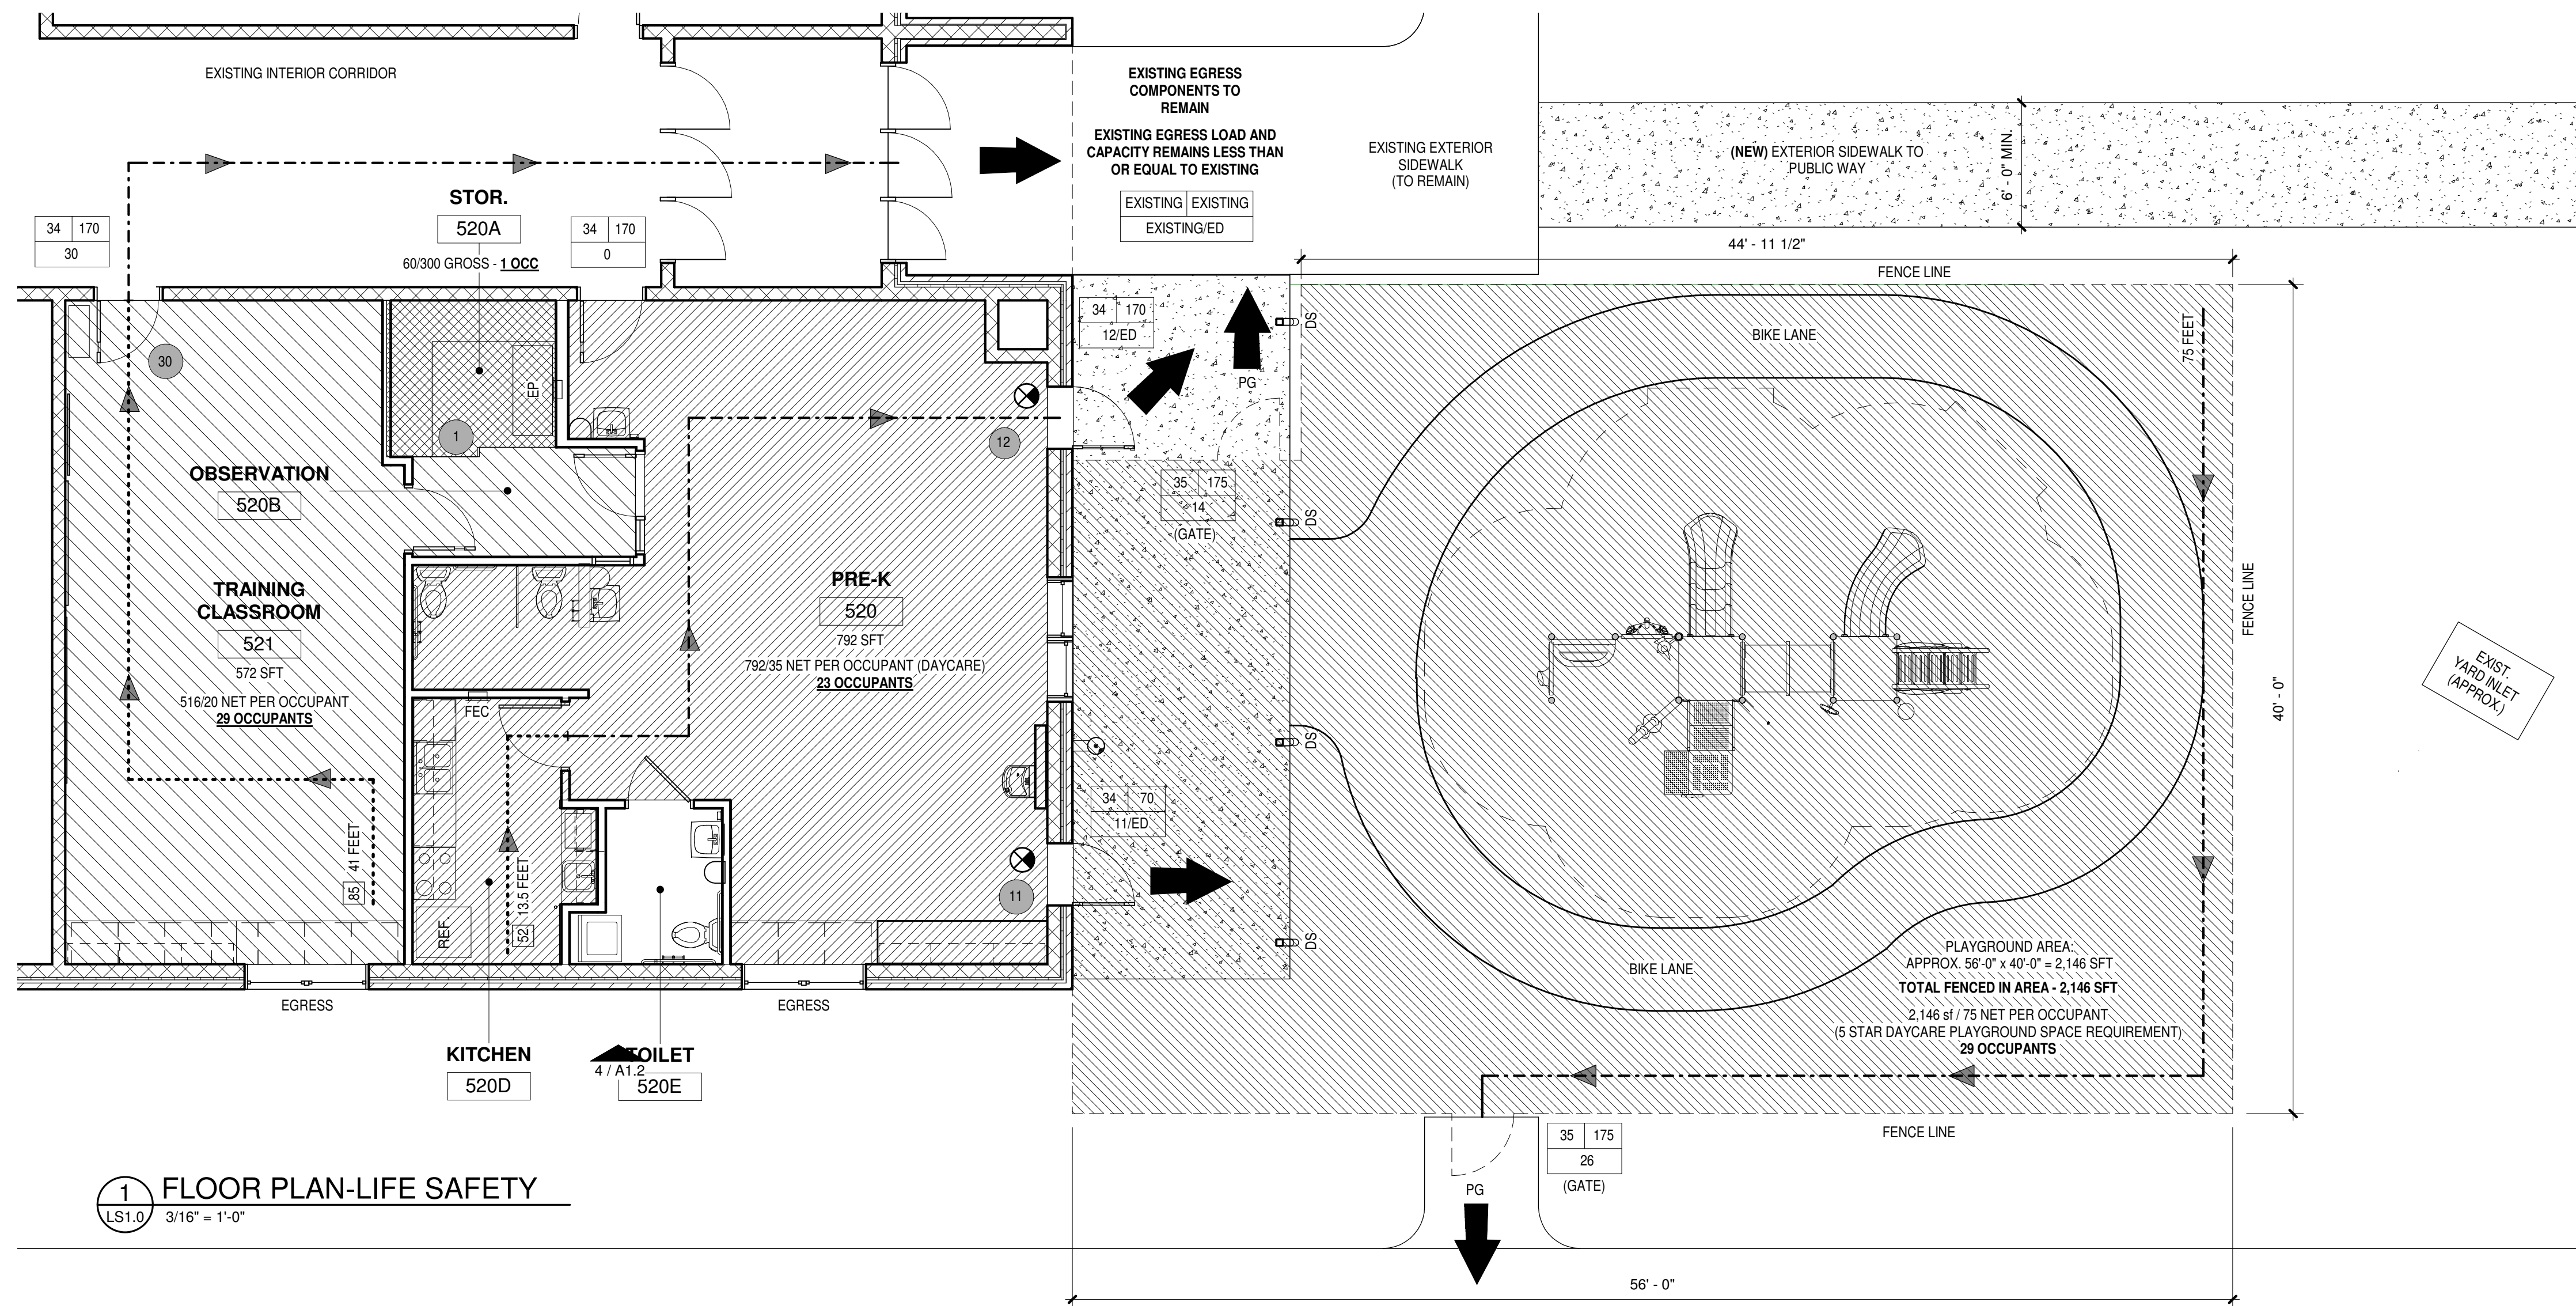 EXISTING INTERIOR CORRIDOR
EXISTING EGRESS
COMPONENTS TO
REMAIN
EXISTING EGRESS LOAD AND
CAPACITY REMAINS LESS THAN
OR EQUAL TO EXISTING
EXISTING EXISTING
EXISTING/ED
EXISTING EXTERIOR
SIDEWALK
(TO REMAIN)
(NEW) EXTERIOR SIDEWALK TO
PUBLIC WAY
6' - 0" MIN.
44' - 11 1/2"
FENCE LINE
34 170
30
STOR.
520A
60/300 GROSS - 1 OCC
34 170
0
34 170
12/ED
DS
PG
BIKE LANE
75 FEET
30
EP
1
12
OBSERVATION
520B
35 175
14
(GATE)
DS
TRAINING
CLASSROOM
521
572 SFT
516/20 NET PER OCCUPANT
29 OCCUPANTS
PRE-K
520
792 SFT
792/35 NET PER OCCUPANT (DAYCARE)
23 OCCUPANTS
FENCE LINE
EXIST.
YARD INLET
(APPROX.)
40' - 0"
FEC
DS
34 70
11/ED
85 41 FEET
52 13.5 FEET
REF.
11
DS
BIKE LANE
PLAYGROUND AREA:
APPROX. 56'-0" x 40'-0" = 2,146 SFT
TOTAL FENCED IN AREA - 2,146 SFT
2,146 sf / 75 NET PER OCCUPANT
(5 STAR DAYCARE PLAYGROUND SPACE REQUIREMENT)
29 OCCUPANTS
EGRESS
EGRESS
KITCHEN
520D
TOILET
4 / A1.2
520E
FENCE LINE
35 175
26
(GATE)
PG
1
LS1.0
FLOOR PLAN-LIFE SAFETY
3/16" = 1'-0"
56' - 0"